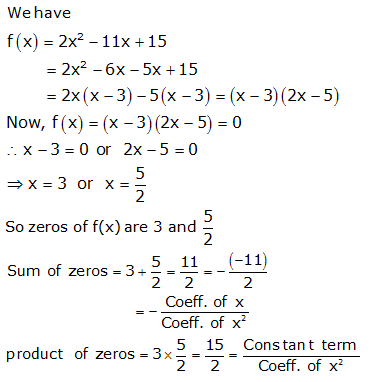 We have
f(x) = 2x² − 11x + 15
= 2x² − 6x − 5x + 15
= 2x(x − 3) − 5(x − 3) = (x − 3)(2x − 5)
Now, f(x) = (x − 3)(2x − 5) = 0
∴ x − 3 = 0 or 2x − 5 = 0
⇒ x = 3 or x = 5/2
So zeros of f(x) are 3 and 5/2
Sum of zeros = 3 + 5/2 = 11/2 = − (−11)/2
= − Coeff. of x / Coeff. of x²
product of zeros = 3 × 5/2 = 15/2 = Constant term / Coeff. of x²